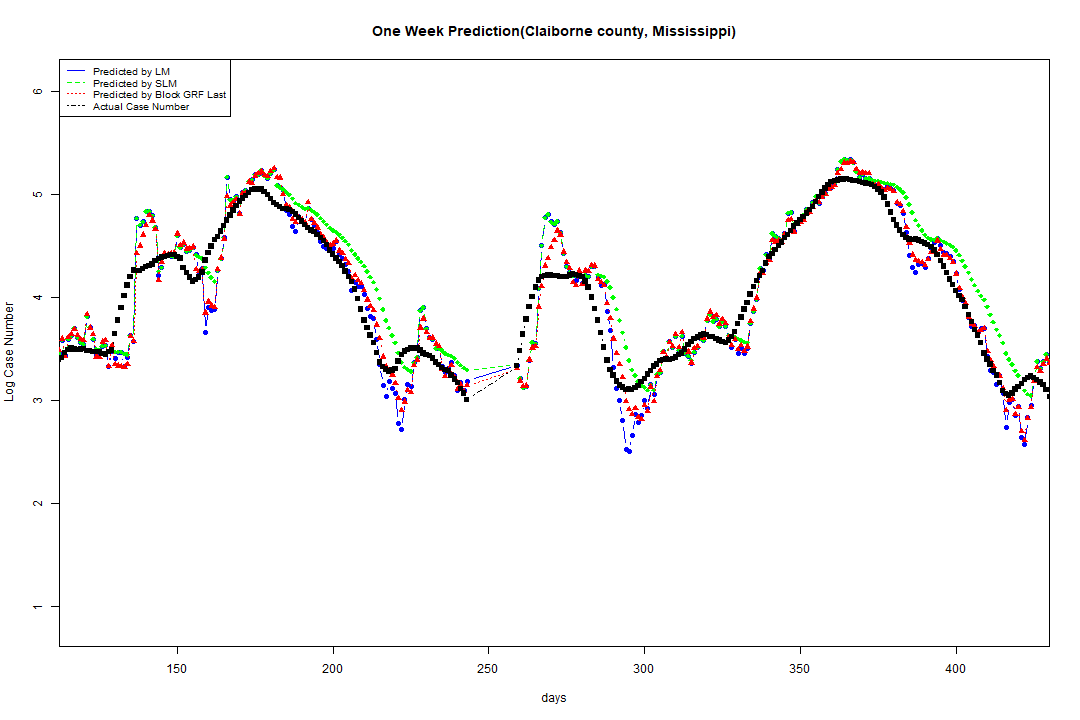 One Week Prediction(Claiborne county, Mississippi)
Predicted by LM
Predicted by SLM
Predicted by Block GRF Last
Actual Case Number
6
5
4
3
2
1
Log Case Number
150 200 250 300 350 400
days